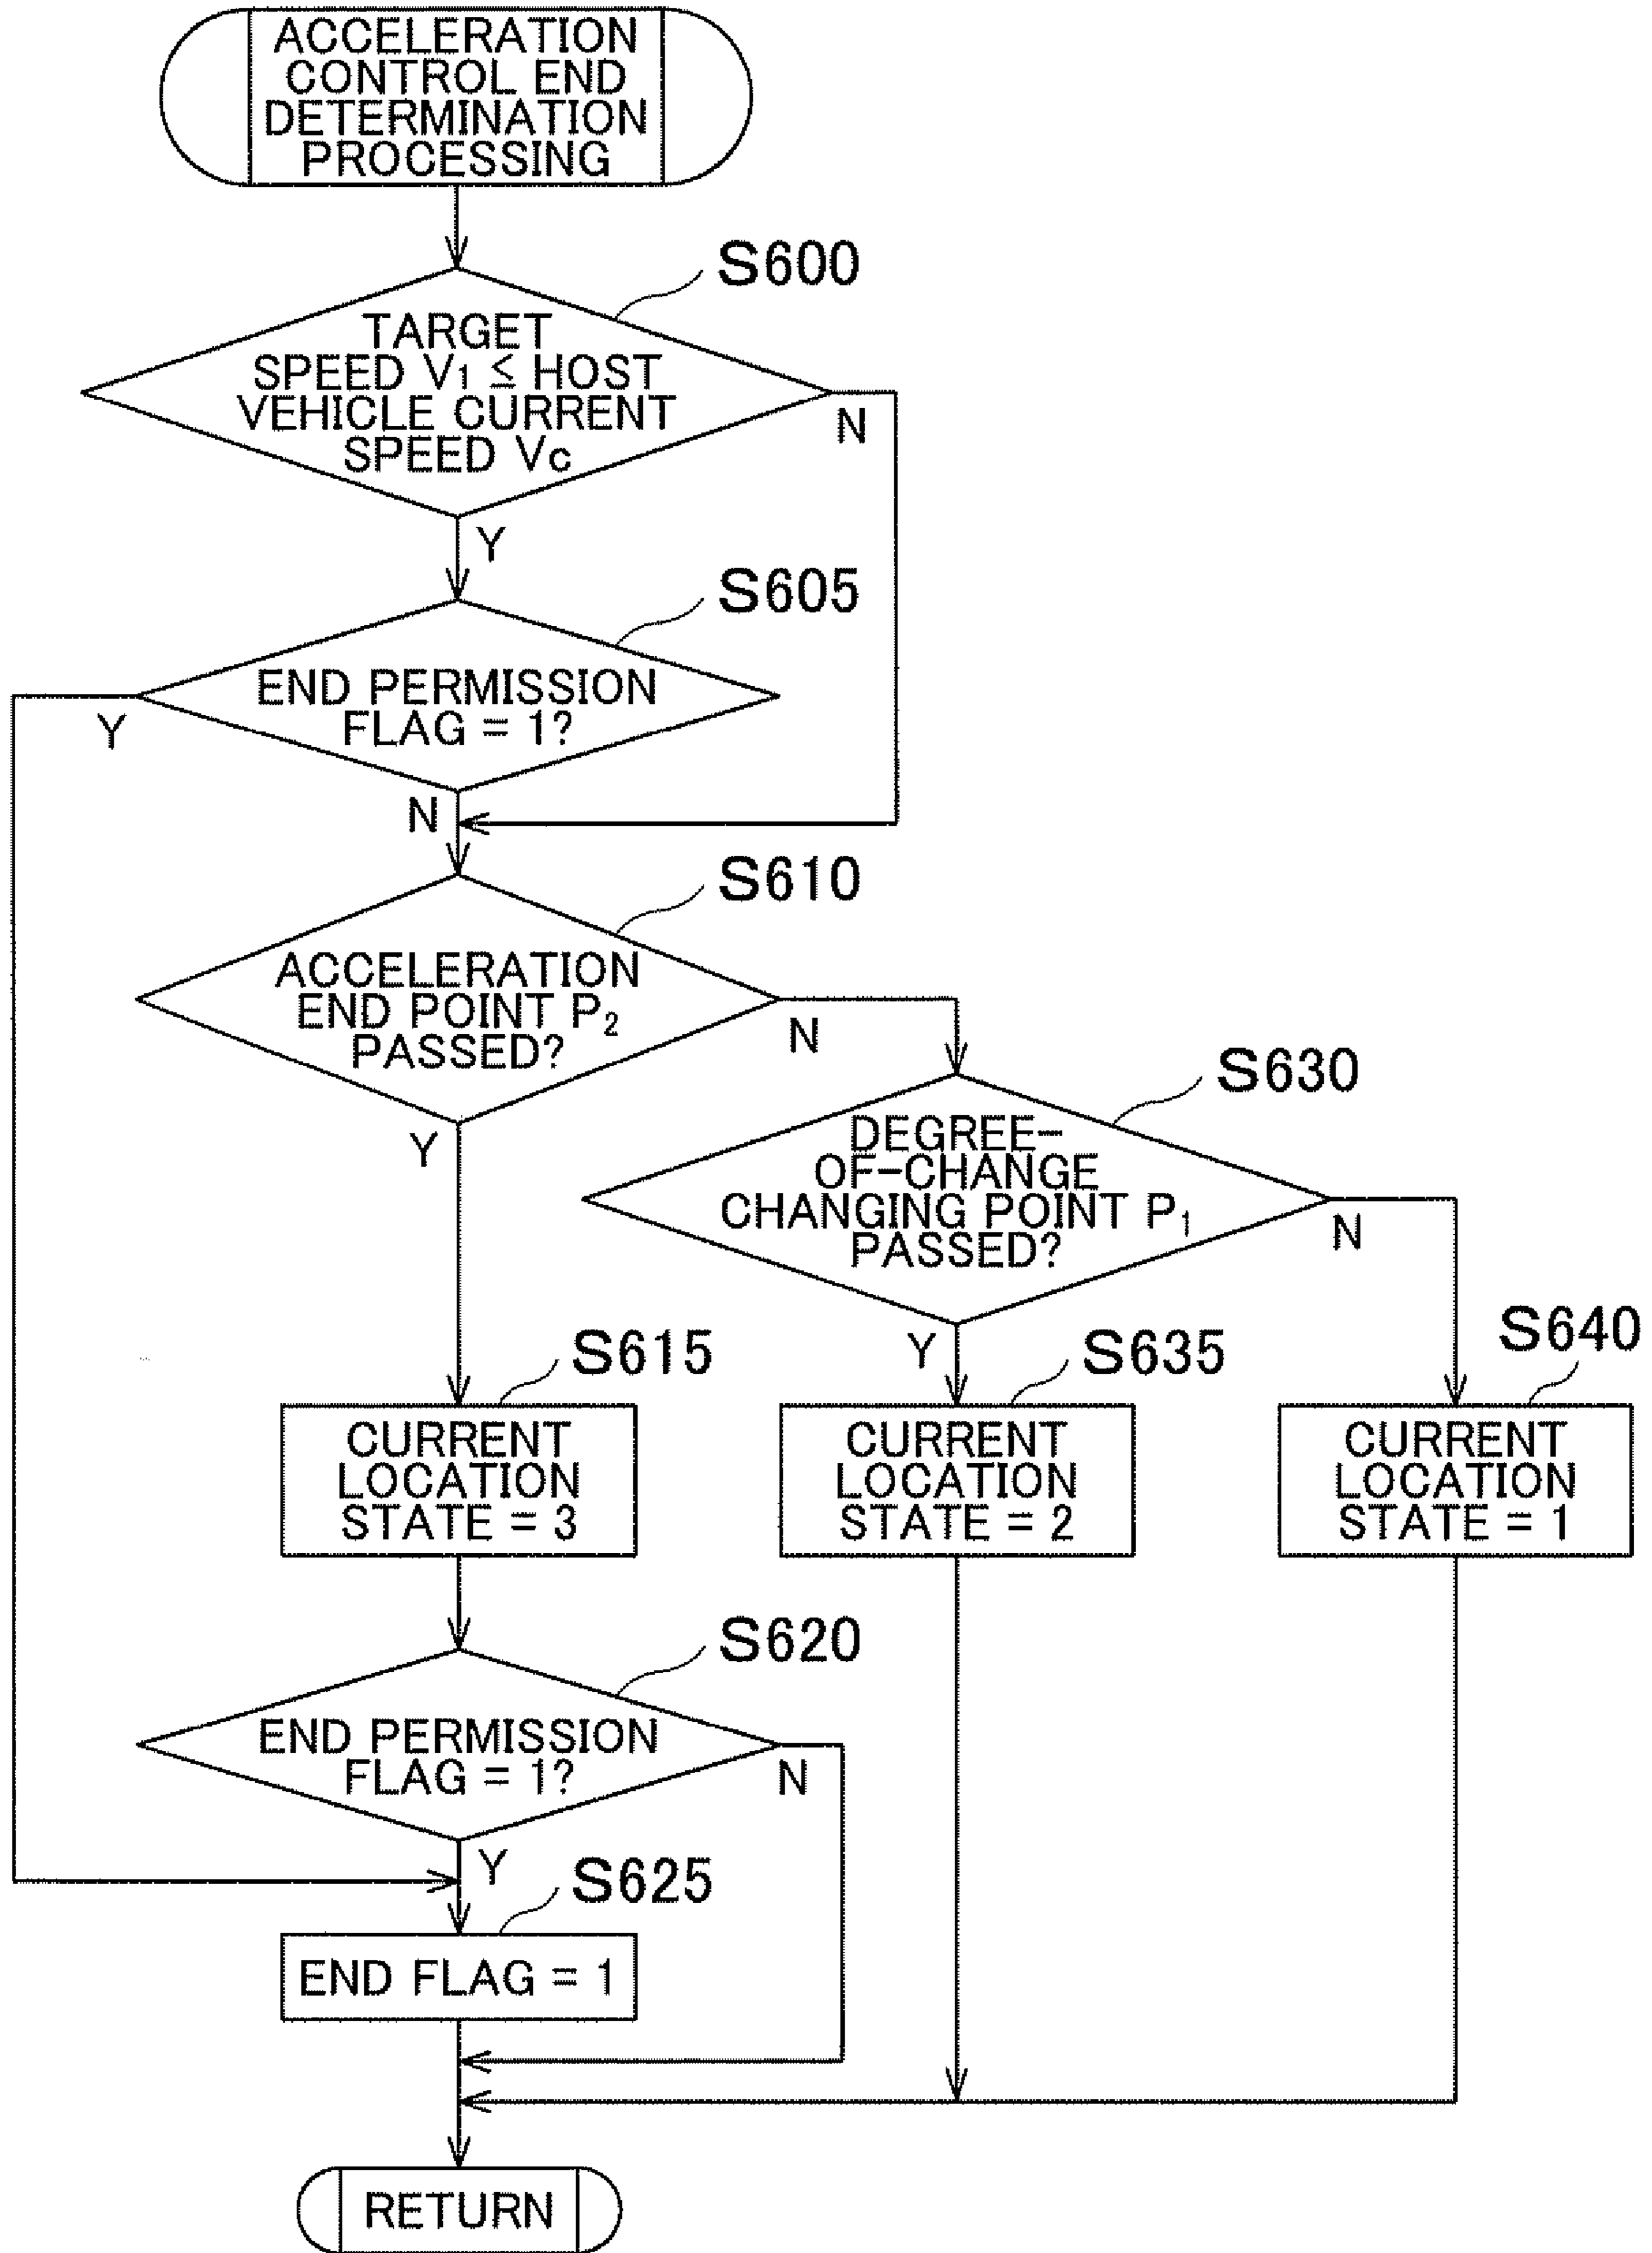 ACCELERATION
CONTROL END
DETERMINATION
PROCESSING
S600
TARGET
SPEED V1 ≤ HOST
VEHICLE CURRENT
SPEED Vc
N
Y
S605
END PERMISSION
FLAG = 1?
Y
N
S610
ACCELERATION
END POINT P2
PASSED?
N
Y
S630
DEGREE-
OF-CHANGE
CHANGING POINT P1
PASSED?
N
Y
S615
CURRENT
LOCATION
STATE = 3
S635
CURRENT
LOCATION
STATE = 2
S640
CURRENT
LOCATION
STATE = 1
S620
END PERMISSION
FLAG = 1?
N
Y
S625
END FLAG = 1
RETURN